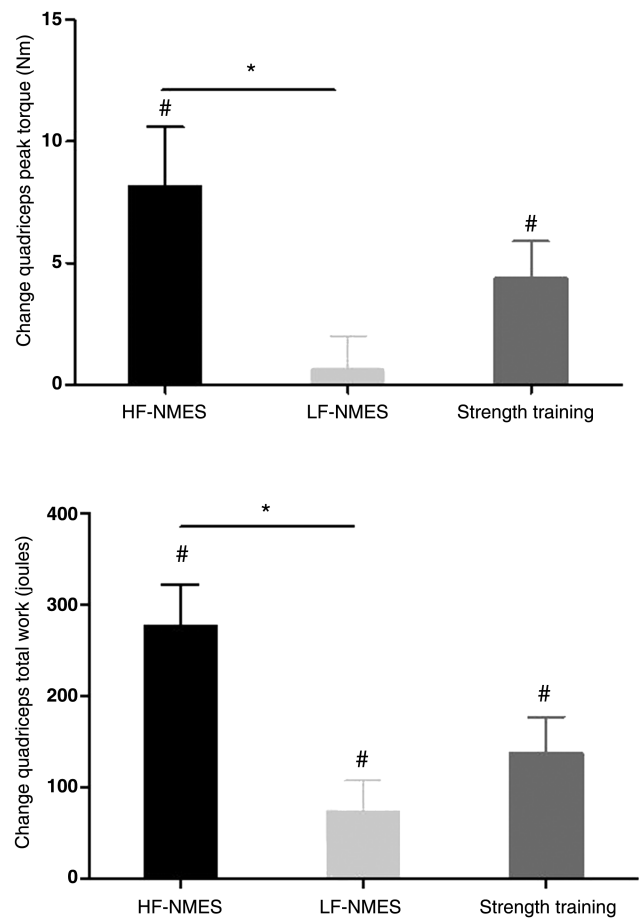 Change quadriceps peak torque (Nm)
15
10
5
0
*
#
#
HF-NMES
LF-NMES
Strength training
Change quadriceps total work (joules)
400
300
200
100
0
*
#
#
#
HF-NMES
LF-NMES
Strength training